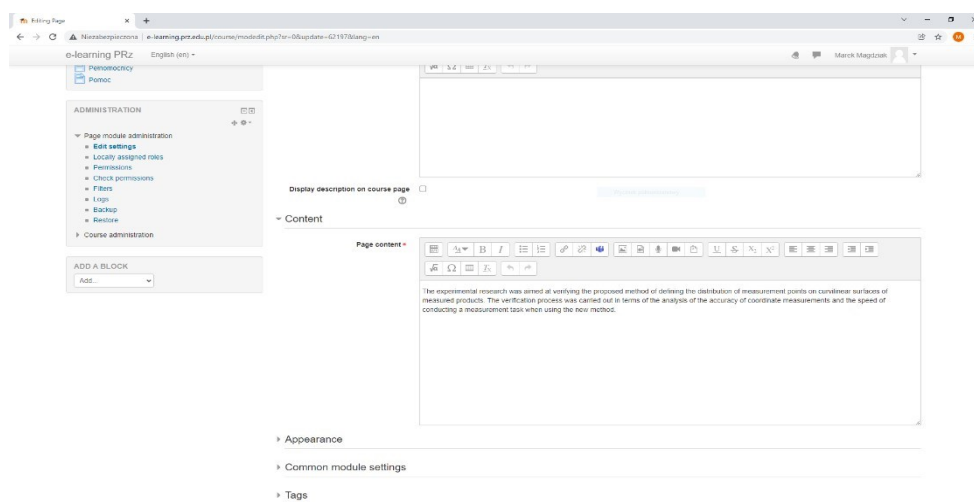 Editing Page
Niezabezpieczona | e-learning.prz.edu.pl/course/modedit.php?sr=0&update=62197&lang=en
e-learning PRz English (en)
Marek Magdziak
Pełnomocnicy
Pomoc
ADMINISTRATION
Page module administration
Edit settings
Locally assigned roles
Permissions
Check permissions
Filters
Logs
Backup
Restore
Course administration
ADD A BLOCK
Add...
Display description on course page
Content
Page content
The experimental research was aimed at verifying the proposed method of defining the distribution of measurement points on curvilinear surfaces of
measured products. The verification process was carried out in terms of the analysis of the accuracy of coordinate measurements and the speed of
conducting a measurement task when using the new method.
Appearance
Common module settings
Tags